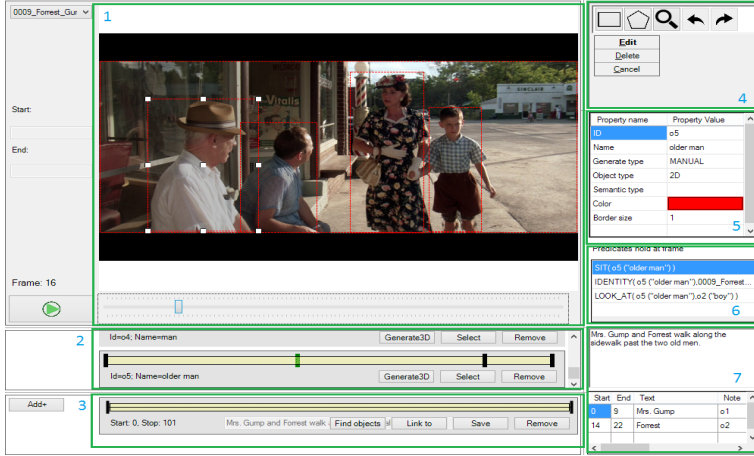 0009_Forrest_Gur
1
Start:
End:
Vitalis
SINCLAIR
Frame: 16
Edit
Delete
Cancel
4
Property name Property Value
ID o5
Name older man
Generate type MANUAL
Object type 2D
Semantic type
Color
Border size 1
5
Predicates hold at frame
SIT( o5 ("older man") )
IDENTITY( o5 ("older man"),0009_Forrest...
LOOK_AT( o5 ("older man"),o2 ("boy") )
6
2
Id=o4; Name=man Generate3D Select Remove
Id=o5; Name=older man Generate3D Select Remove
Add+
3
Start: 0, Stop: 101 Mrs. Gump and Forrest walk Find objects Link to Save Remove
Mrs. Gump and Forrest walk along the
sidewalk past the two old men.
7
Start End Text Note
0 9 Mrs. Gump o1
14 22 Forrest o2